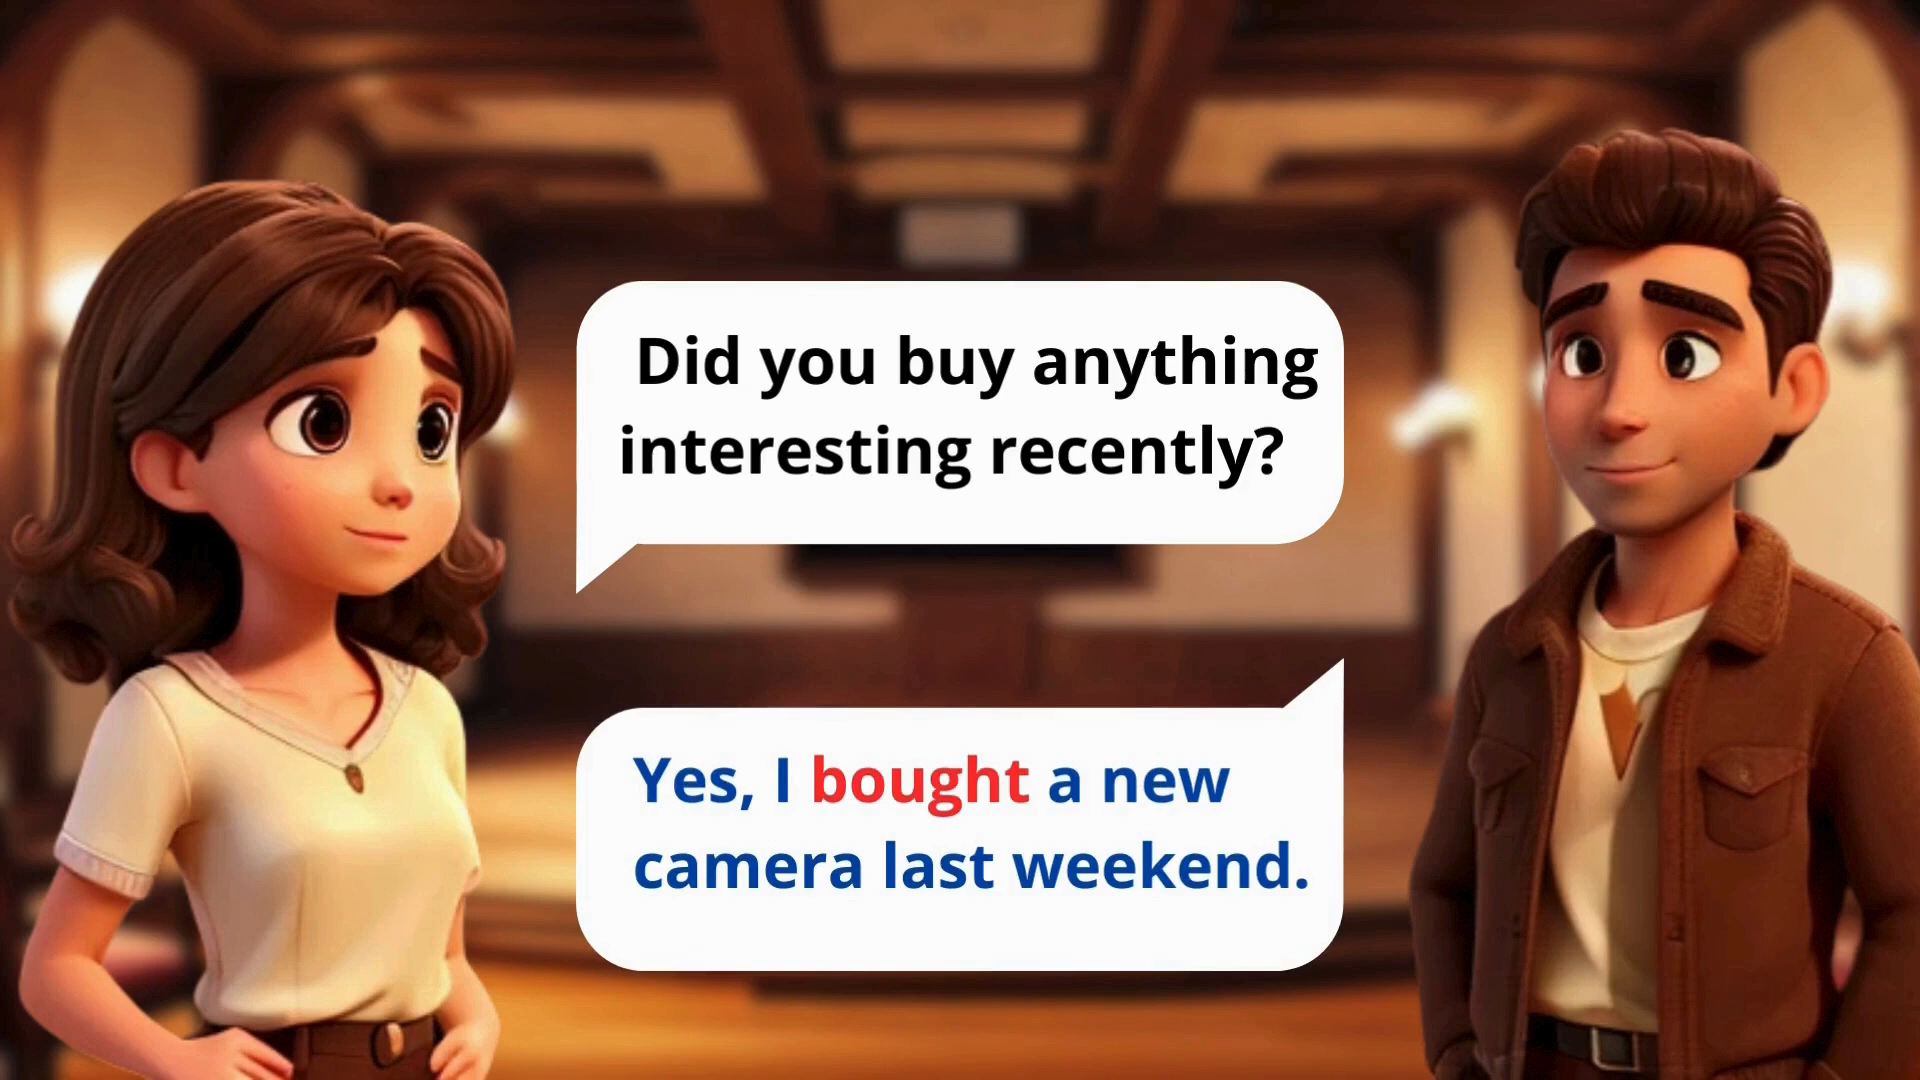 Did you buy anything
interesting recently?
Yes, I bought a new
camera last weekend.